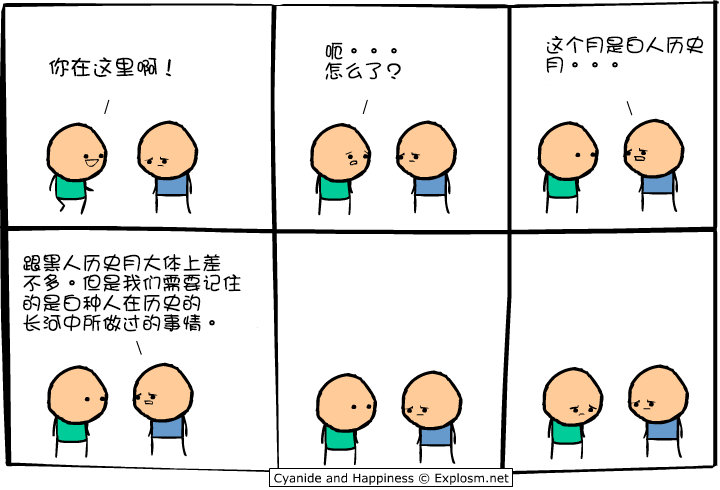 你在这里啊！
呃。。。
怎么了？
这个月是白人历史
月。。。
跟黑人历史月大体上差
不多。但是我们需要记住
的是白种人在历史的
长河中所做过的事情。
Cyanide and Happiness © Explosm.net